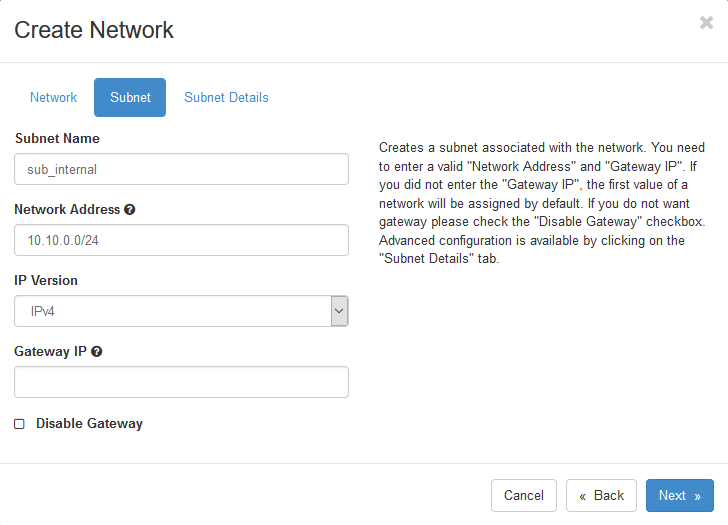 Create Network
Network
Subnet
Subnet Details
Subnet Name
sub_internal
Network Address
10.10.0.0/24
IP Version
IPv4
Gateway IP
Disable Gateway
Creates a subnet associated with the network. You need
to enter a valid "Network Address" and "Gateway IP". If
you did not enter the "Gateway IP", the first value of a
network will be assigned by default. If you do not want
gateway please check the "Disable Gateway" checkbox.
Advanced configuration is available by clicking on the
"Subnet Details" tab.
Cancel
« Back
Next »